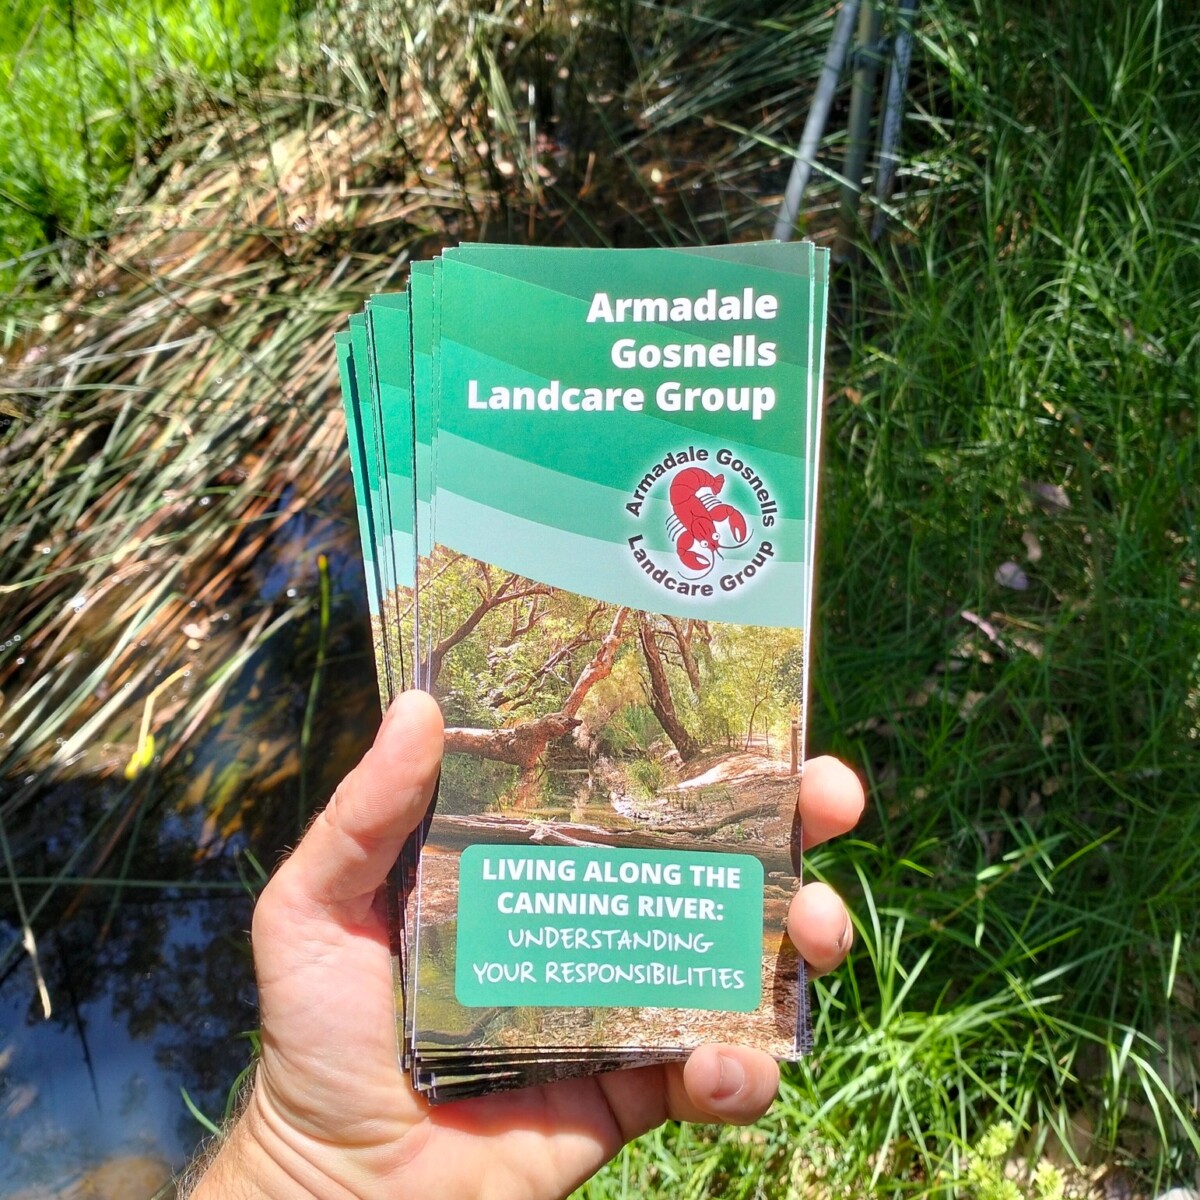 Armadale
Gosnells
Landcare Group
Armadale Gosnells
Landcare Group
LIVING ALONG THE
CANNING RIVER:
UNDERSTANDING
YOUR RESPONSIBILITIES